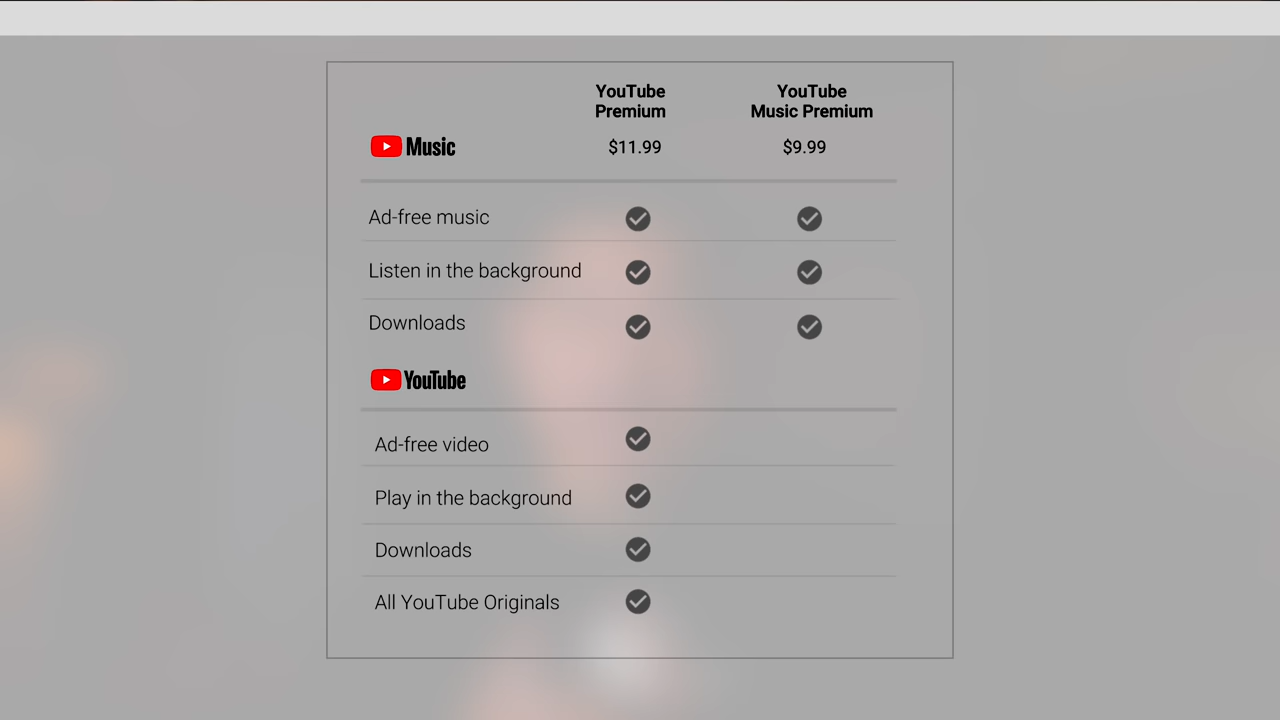 YouTube
Premium
YouTube
Music Premium
Music
$11.99
$9.99
Ad-free music
Listen in the background
Downloads
YouTube
Ad-free video
Play in the background
Downloads
All YouTube Originals